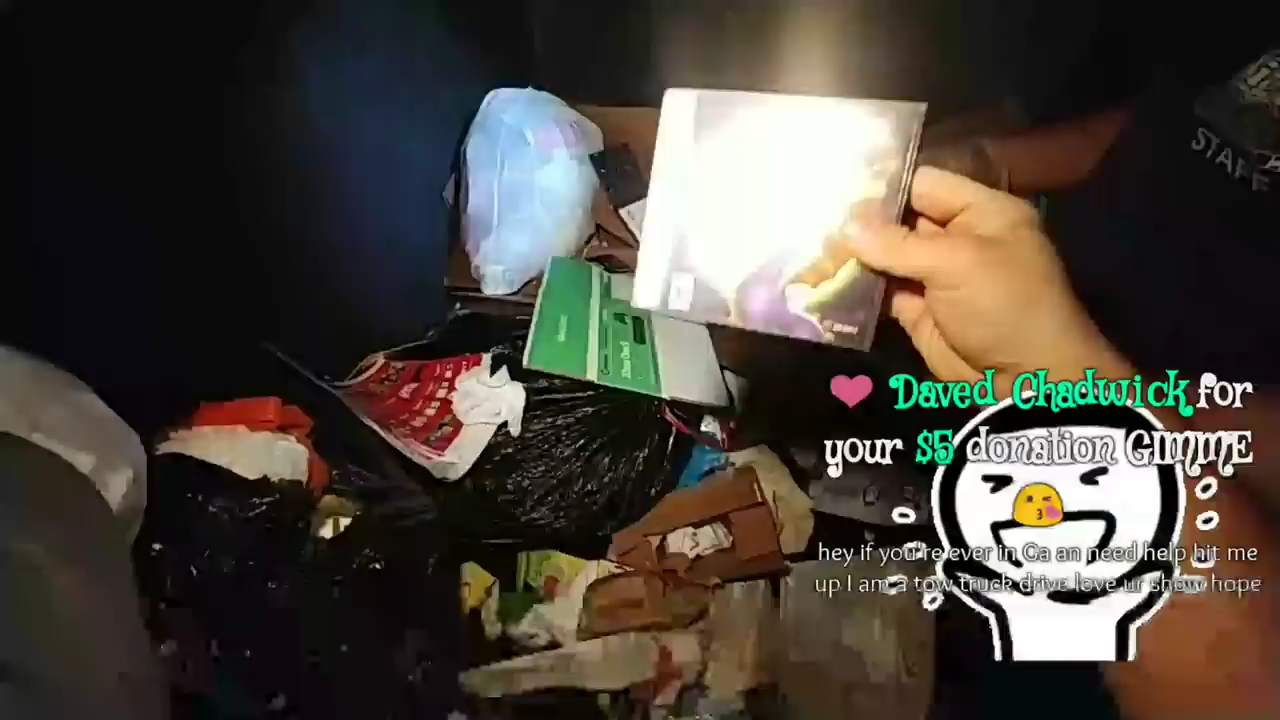 STAFF
Daved Chadwick for
your $5 donation GIMME
hey if you're ever in Ga an need help hit me
up I am a tow truck drive love ur show hope